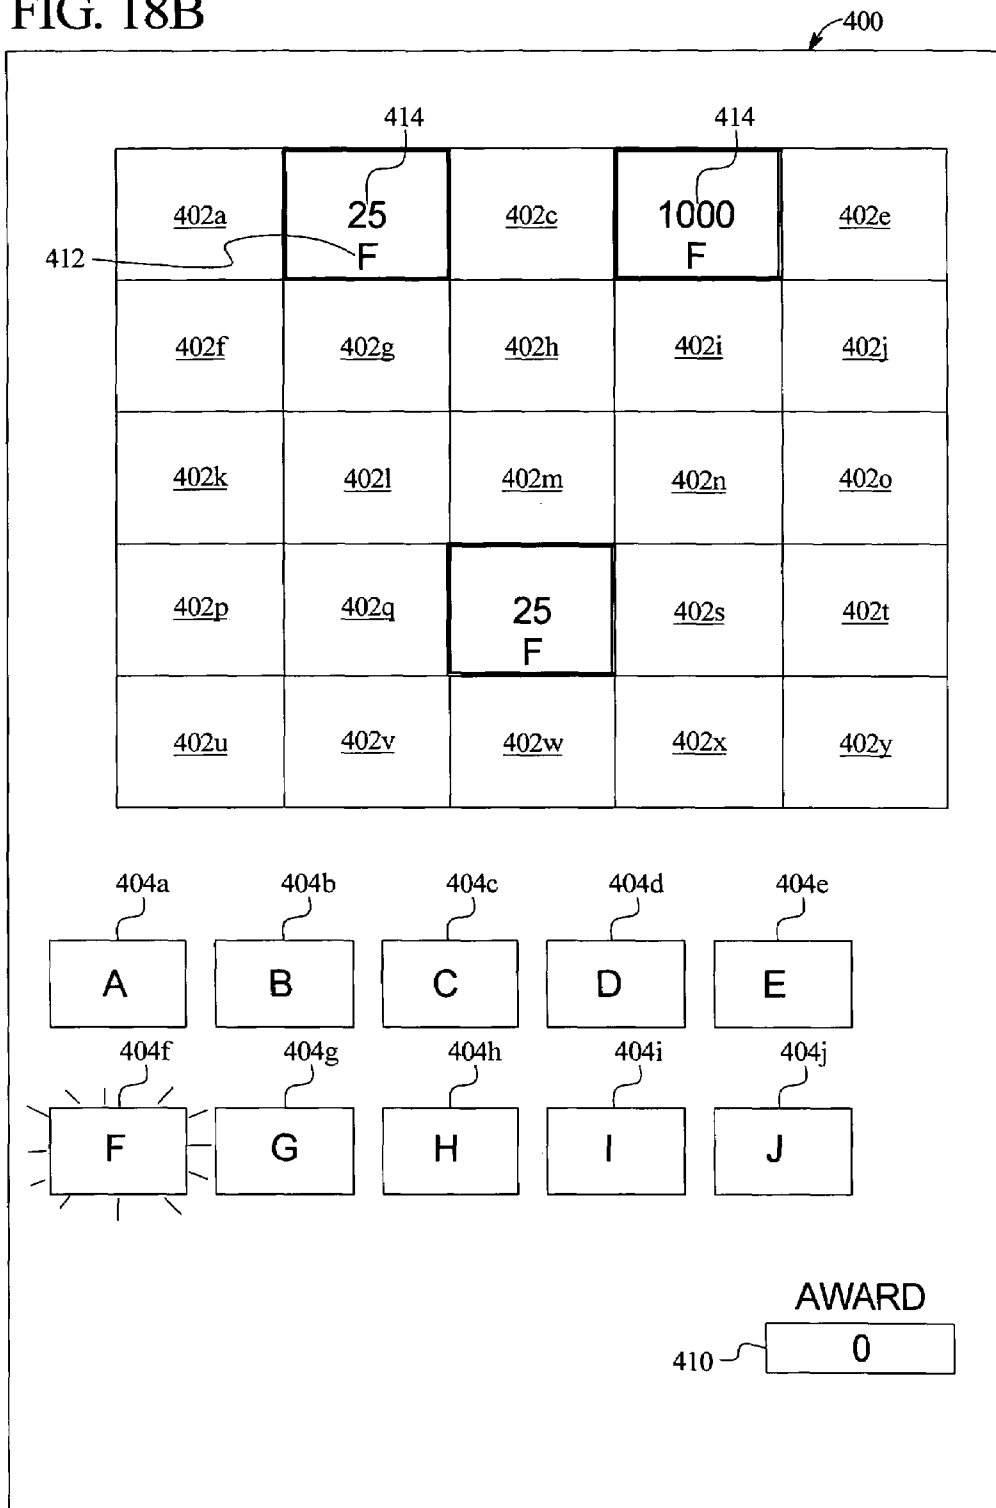 FIG. 18B
400
414 414
402a 25 402c 1000 402e
412 F F
402f 402g 402h 402i 402j
402k 402l 402m 402n 402o
402p 402q 25 402s 402t
F
402u 402v 402w 402x 402y
404a 404b 404c 404d 404e
A B C D E
404f 404g 404h 404i 404j
F G H I J
AWARD
410 0